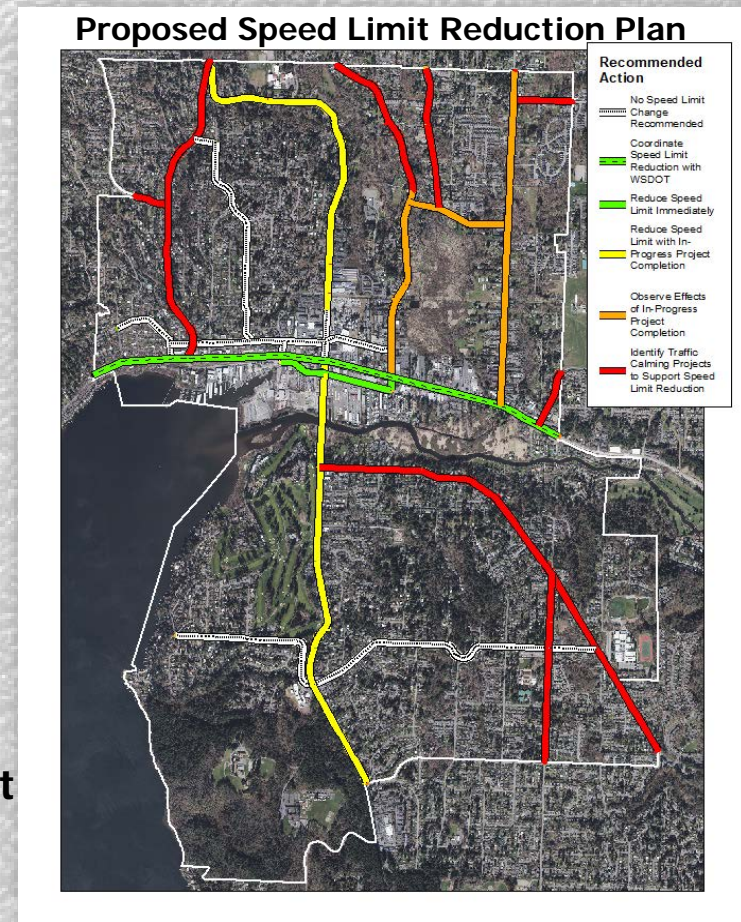 Proposed Speed Limit Reduction Plan
Recommended
Action
No Speed Limit
Change
Recommended
Coordinate
Speed Limit
Reduction with
WSDOT
Reduce Speed
Limit Immediately
Reduce Speed
Limit with In-
Progress Project
Completion
Observe Effects
of In-Progress
Project
Completion
Identify Traffic
Calming Projects
to Support Speed
Limit Reduction
t